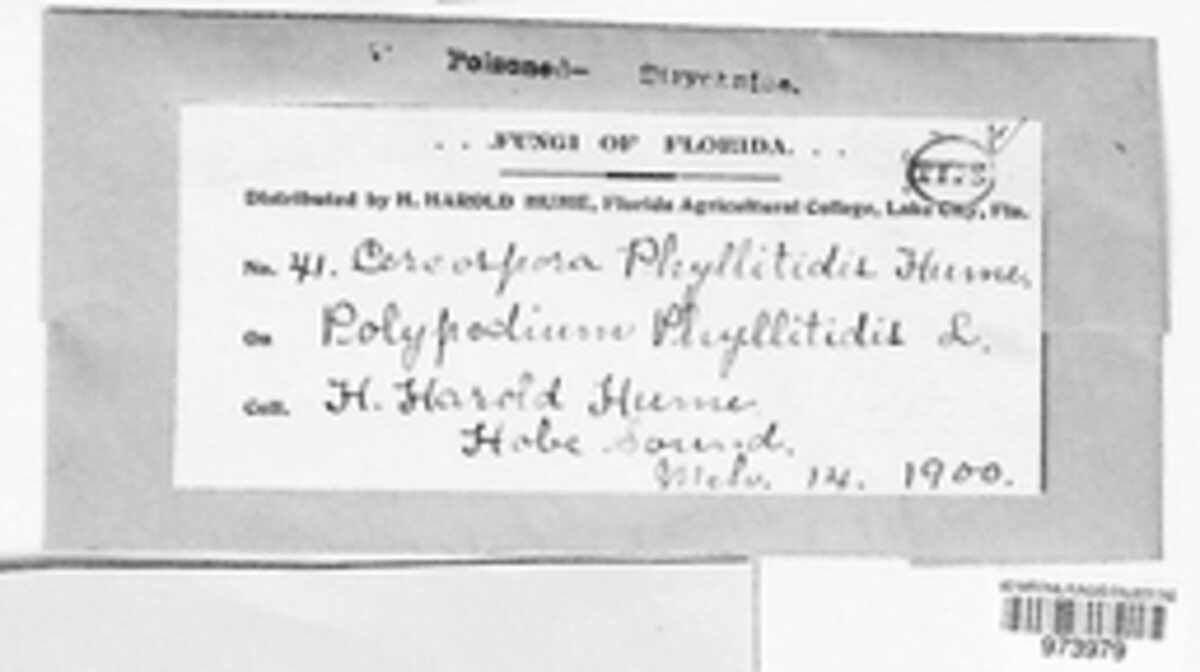 Poisoned- Strychnine.
. . FUNGI OF FLORIDA. . .
Distributed by H. HAROLD HUME, Florida Agricultural College, Lake City, Fla.
No. 41. Cercospora Phyllitidis Hume.
On Polypodium Phyllitidis L.
Coll. H. Harold Hume
Hobe Sound.
14. 1900.
973979